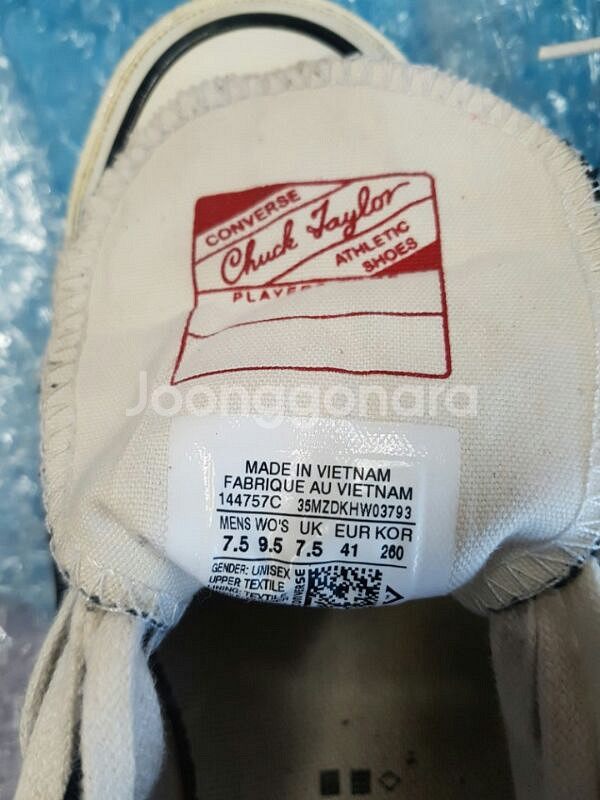 CONVERSE
Chuck Taylor
ATHLETIC
SHOES
Joonggonara
MADE IN VIETNAM
FABRIQUE AU VIETNAM
144757C 35MZDKHW03793
MENS WO'S UK EUR KOR
7.5 9.5 7.5 41 260
GENDER: UNISEX
UPPER TEXTILE